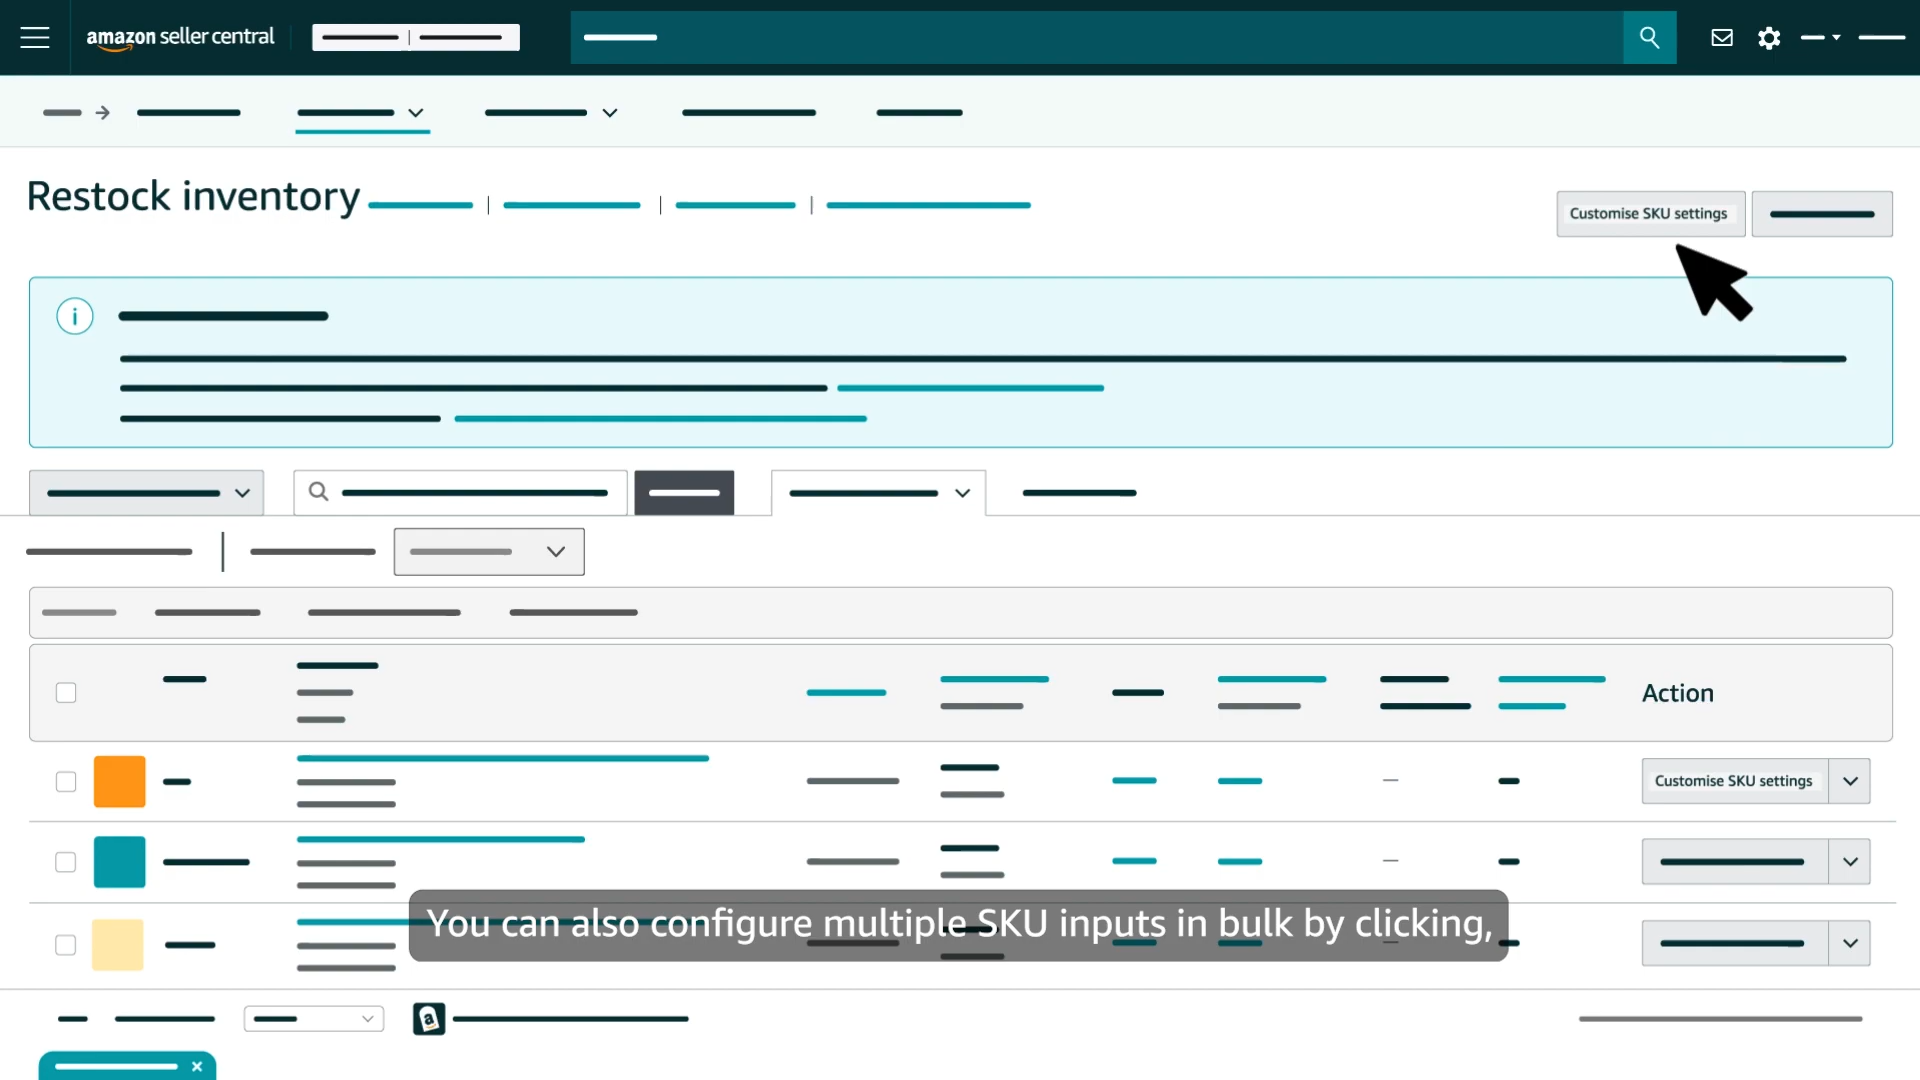 amazon seller central
Restock inventory
Customise SKU settings
i
Action
Customise SKU settings
You can also configure multiple SKU inputs in bulk by clicking,
a